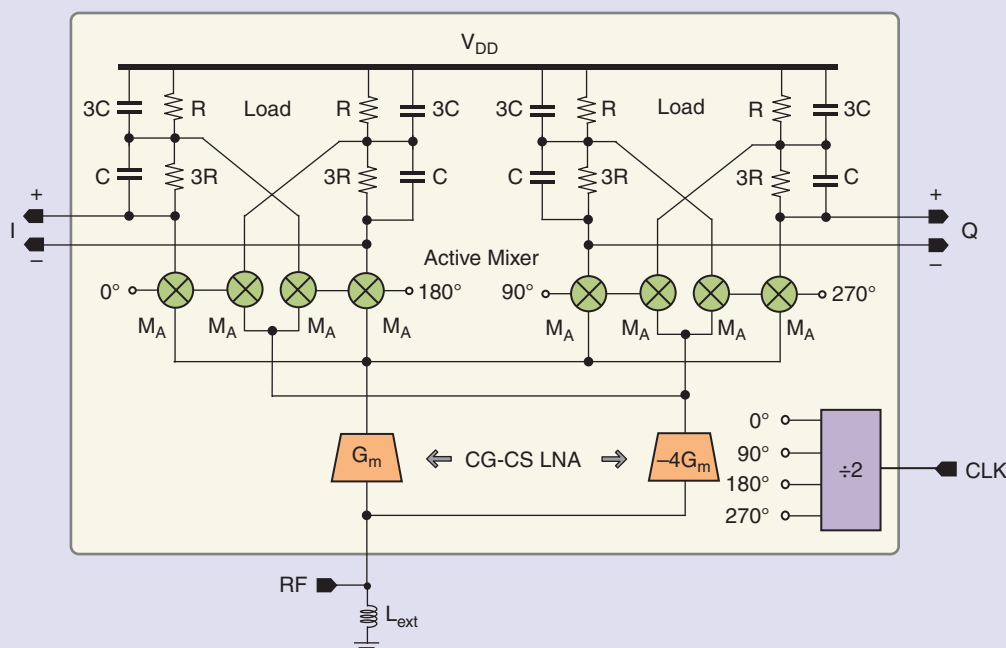 V_DD
3C R Load R 3C 3C R Load R 3C
C 3R 3R C C 3R 3R C
+ +
I Q
– –
Active Mixer
0° 180° 90° 270°
M_A M_A M_A M_A M_A M_A M_A M_A
G_m CG-CS LNA –4G_m
0°
90°
180°
270°
÷2 CLK
RF
L_ext